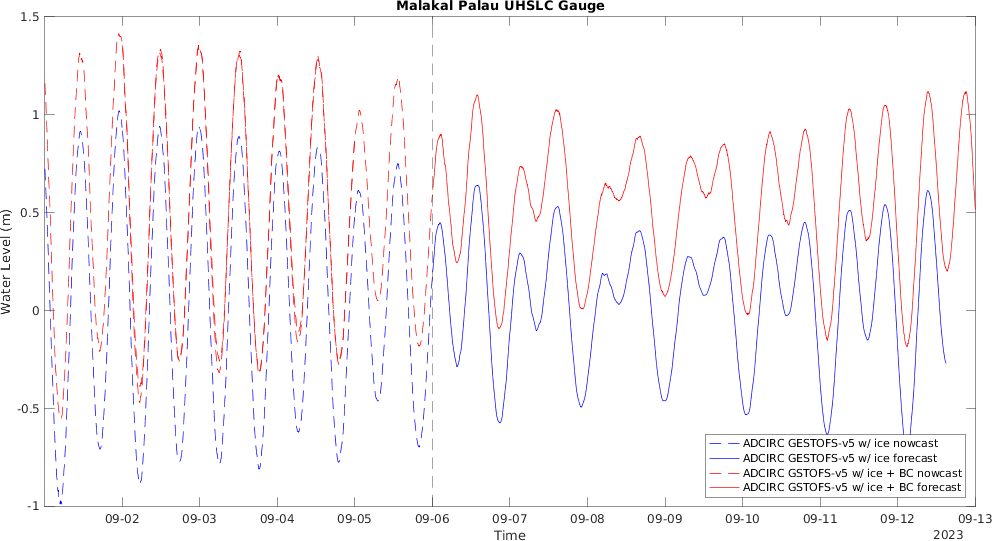 Malakal Palau UHSLC Gauge
1.5
1
0.5
0
-0.5
-1
Water Level (m)
ADCIRC GESTOFS-v5 w/ ice nowcast
ADCIRC GESTOFS-v5 w/ ice forecast
ADCIRC GSTOFS-v5 w/ ice + BC nowcast
ADCIRC GSTOFS-v5 w/ ice + BC forecast
09-02 09-03 09-04 09-05 09-06 09-07 09-08 09-09 09-10 09-11 09-12 09-13
Time
2023